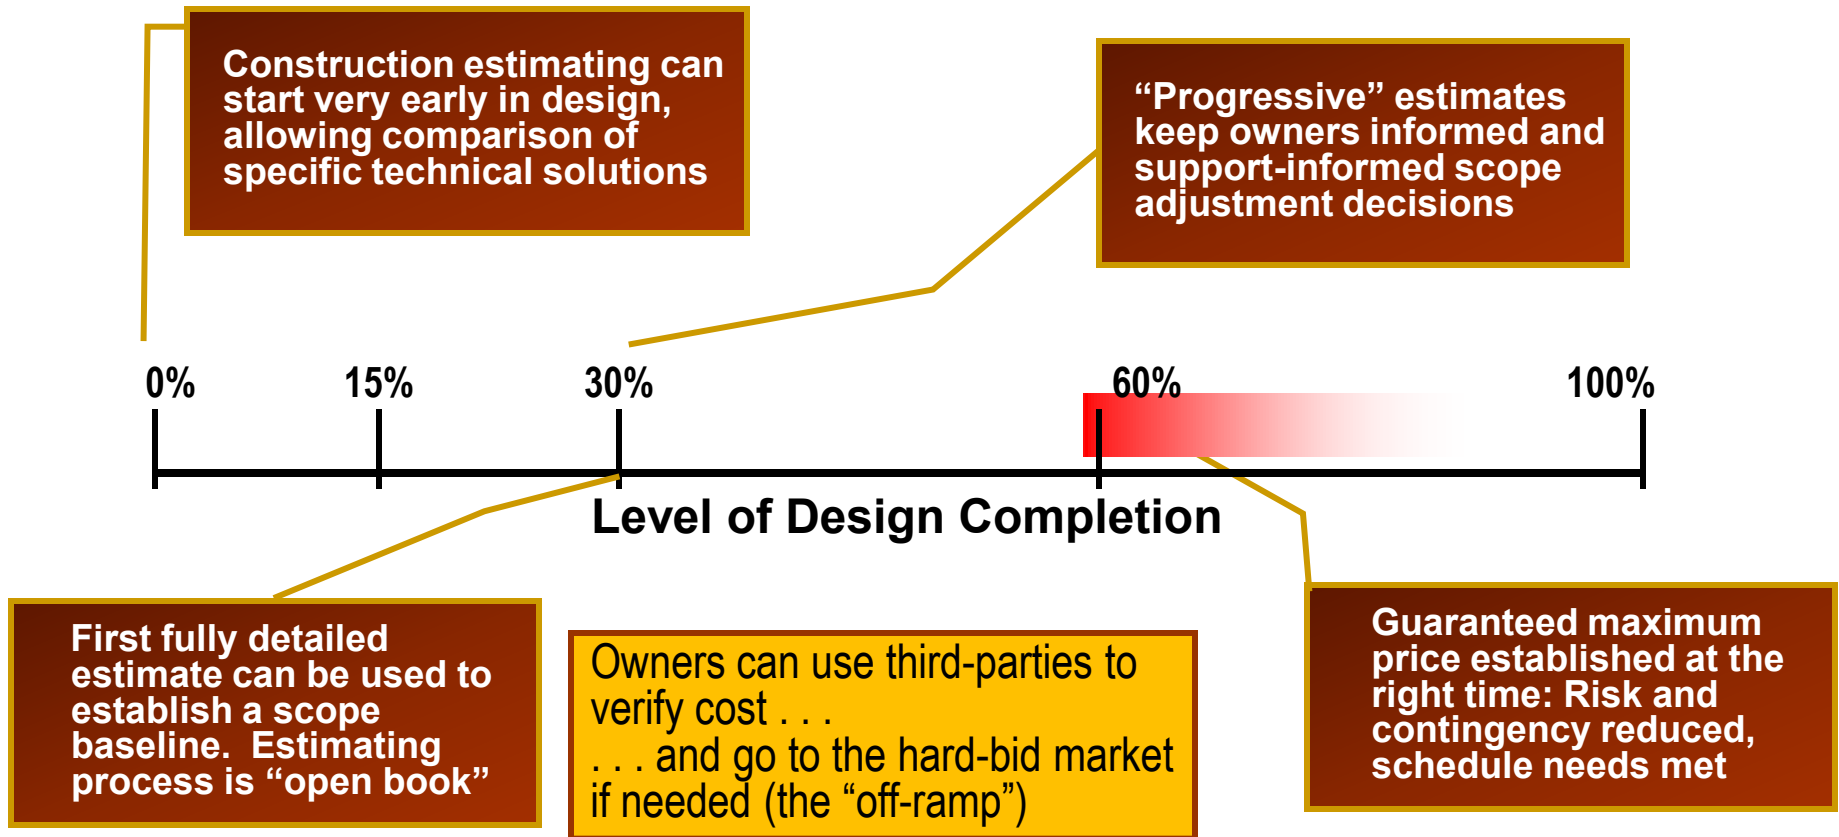 Construction estimating can
start very early in design,
allowing comparison of
specific technical solutions
“Progressive” estimates
keep owners informed and
support-informed scope
adjustment decisions
0%
15%
30%
60%
100%
Level of Design Completion
First fully detailed
estimate can be used to
establish a scope
baseline.  Estimating
process is “open book”
Owners can use third-parties to
verify cost . . .
. . . and go to the hard-bid market
if needed (the “off-ramp”)
Guaranteed maximum
price established at the
right time: Risk and
contingency reduced,
schedule needs met